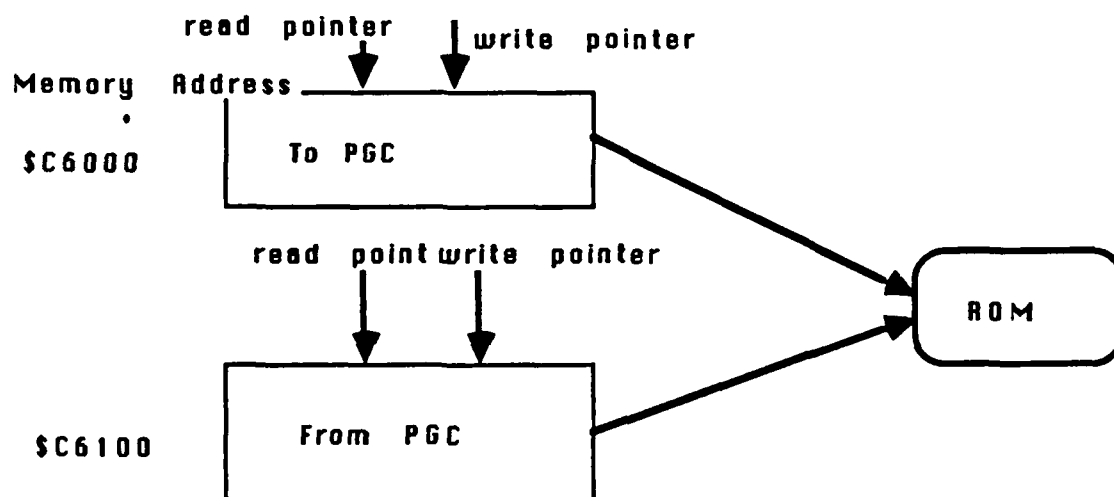 read pointer
write pointer
Memory Address
$C6000
To PGC
read point write pointer
ROM
From PGC
$C6100